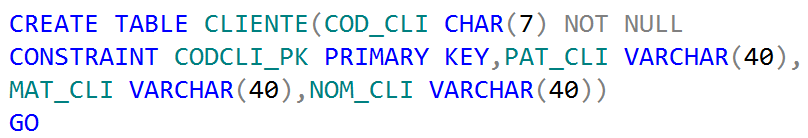 CREATE TABLE CLIENTE(COD_CLI CHAR(7) NOT NULL
CONSTRAINT CODCLI_PK PRIMARY KEY,PAT_CLI VARCHAR(40),
MAT_CLI VARCHAR(40),NOM_CLI VARCHAR(40))
GO